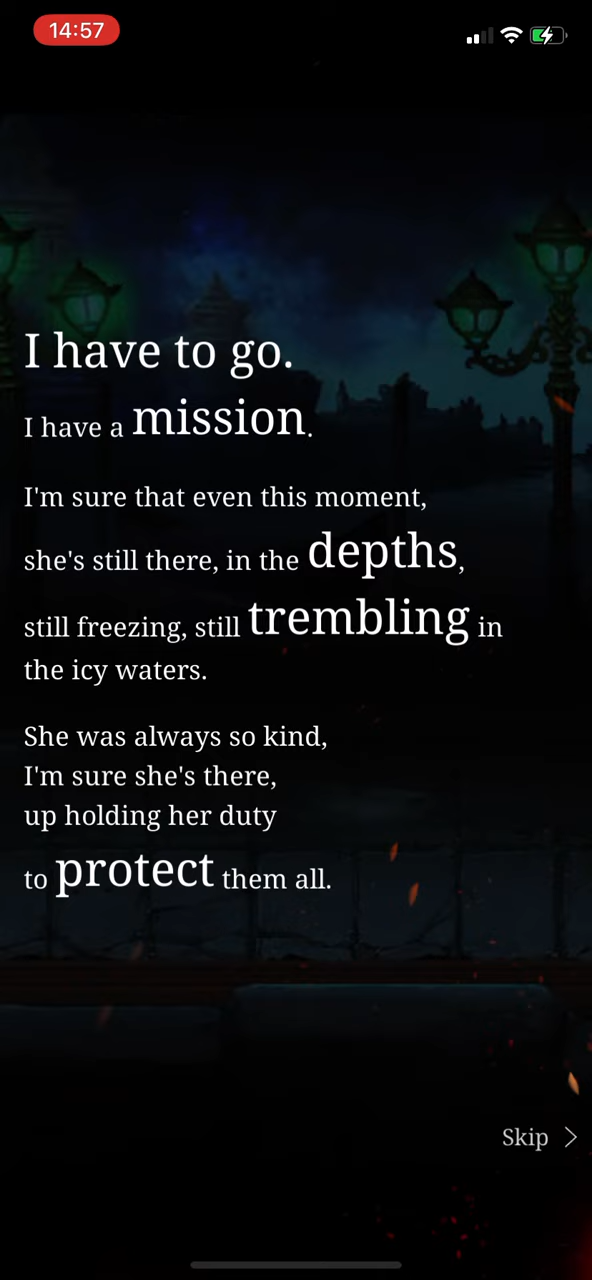 14:57
I have to go.
I have a mission.
I'm sure that even this moment,
she's still there, in the depths,
still freezing, still trembling in
the icy waters.
She was always so kind,
I'm sure she's there,
up holding her duty
to protect them all.
Skip